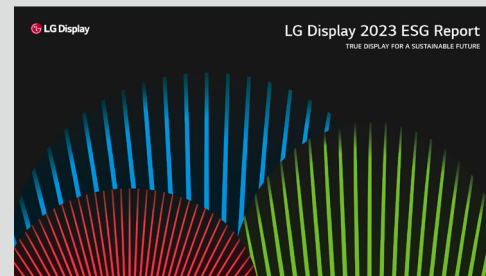 LG Display
LG Display 2023 ESG Report
TRUE DISPLAY FOR A SUSTAINABLE FUTURE